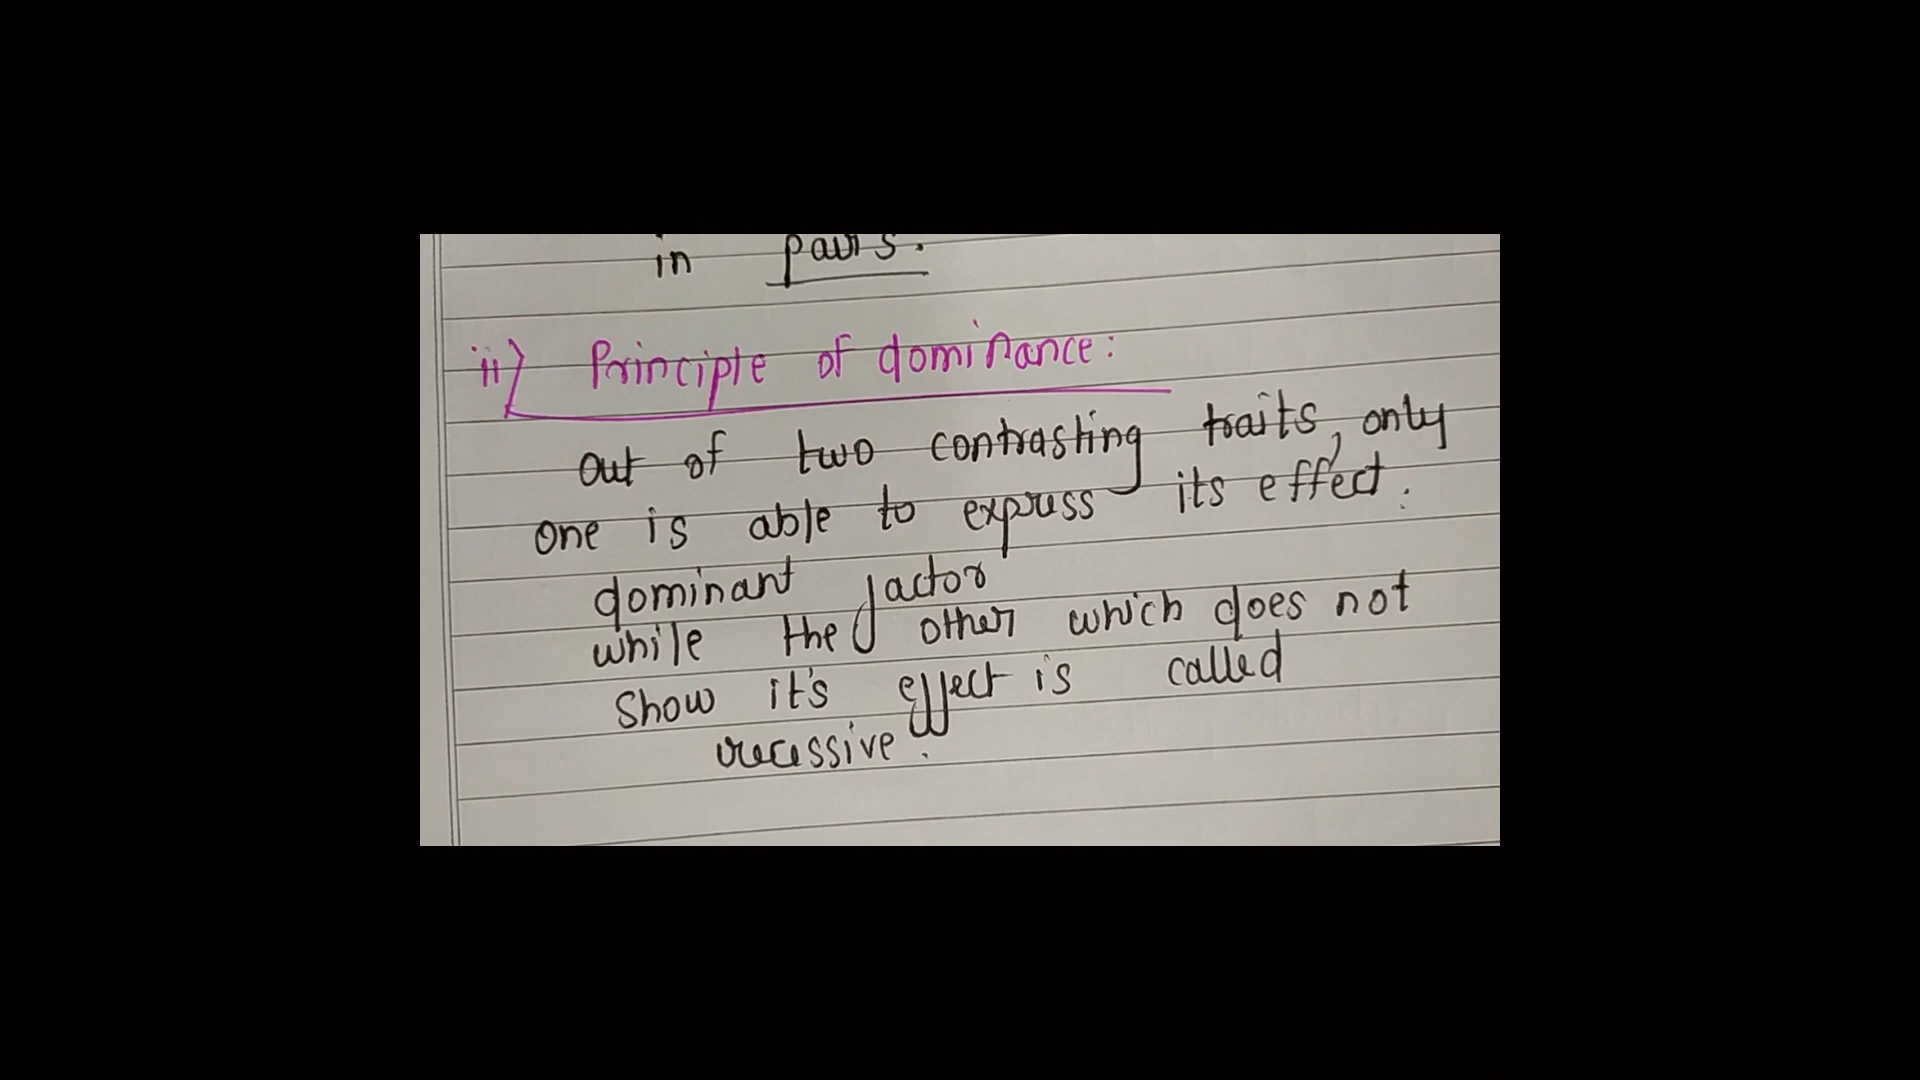 in pairs.
ii) Principle of dominance:
out of two contrasting traits, only
one is able to express its effect.
dominant factor
while the other which does not
show it's effect is called
recessive.